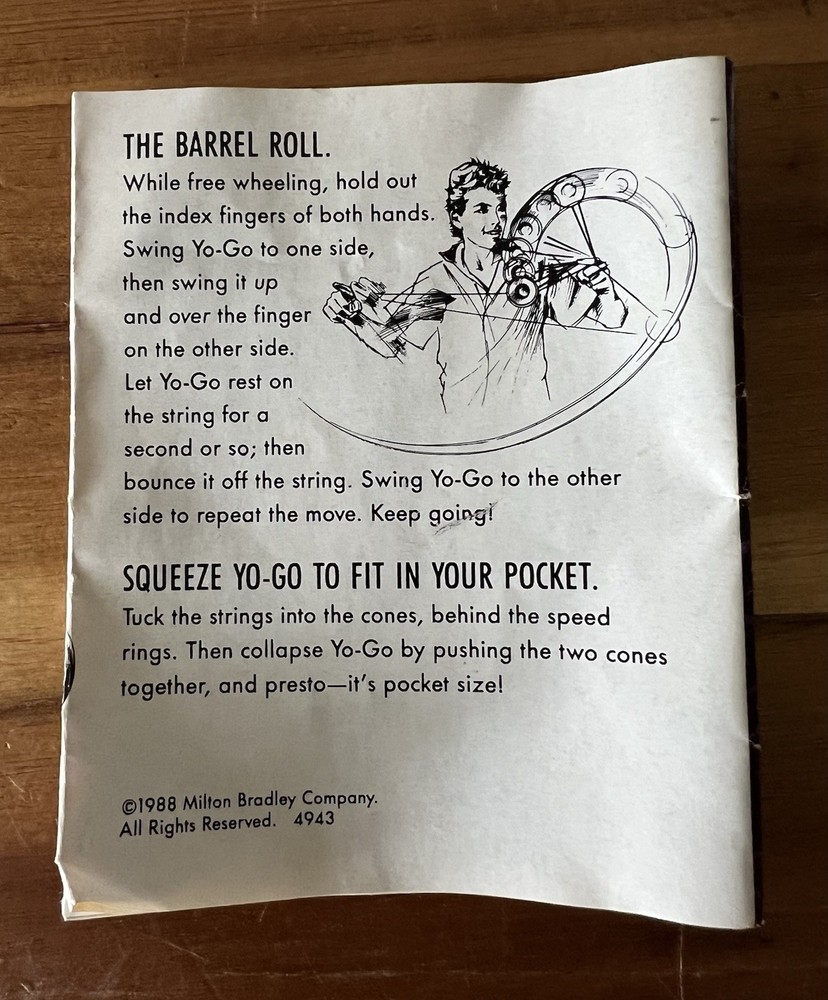 THE BARREL ROLL.
While free wheeling, hold out
the index fingers of both hands.
Swing Yo-Go to one side,
then swing it up
and over the finger
on the other side.
Let Yo-Go rest on
the string for a
second or so; then
bounce it off the string. Swing Yo-Go to the other
side to repeat the move. Keep going!
SQUEEZE YO-GO TO FIT IN YOUR POCKET.
Tuck the strings into the cones, behind the speed
rings. Then collapse Yo-Go by pushing the two cones
together, and presto—it's pocket size!
©1988 Milton Bradley Company.
All Rights Reserved. 4943